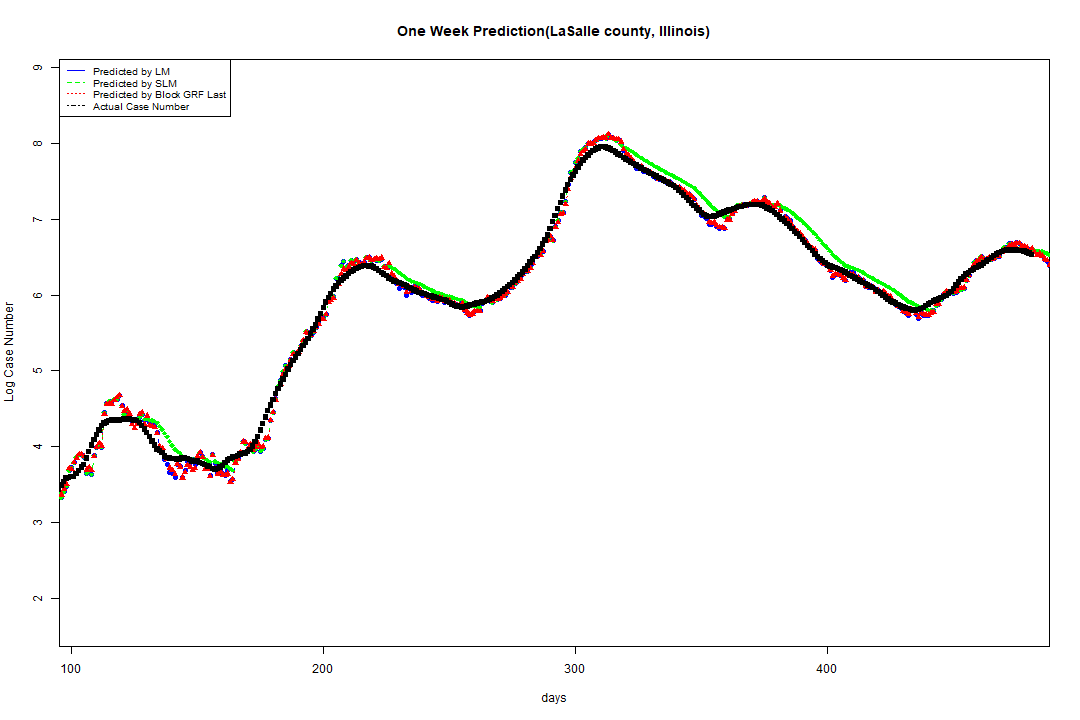 One Week Prediction(LaSalle county, Illinois)
Predicted by LM
Predicted by SLM
Predicted by Block GRF Last
Actual Case Number
9
8
7
6
5
4
3
2
Log Case Number
100 200 300 400
days